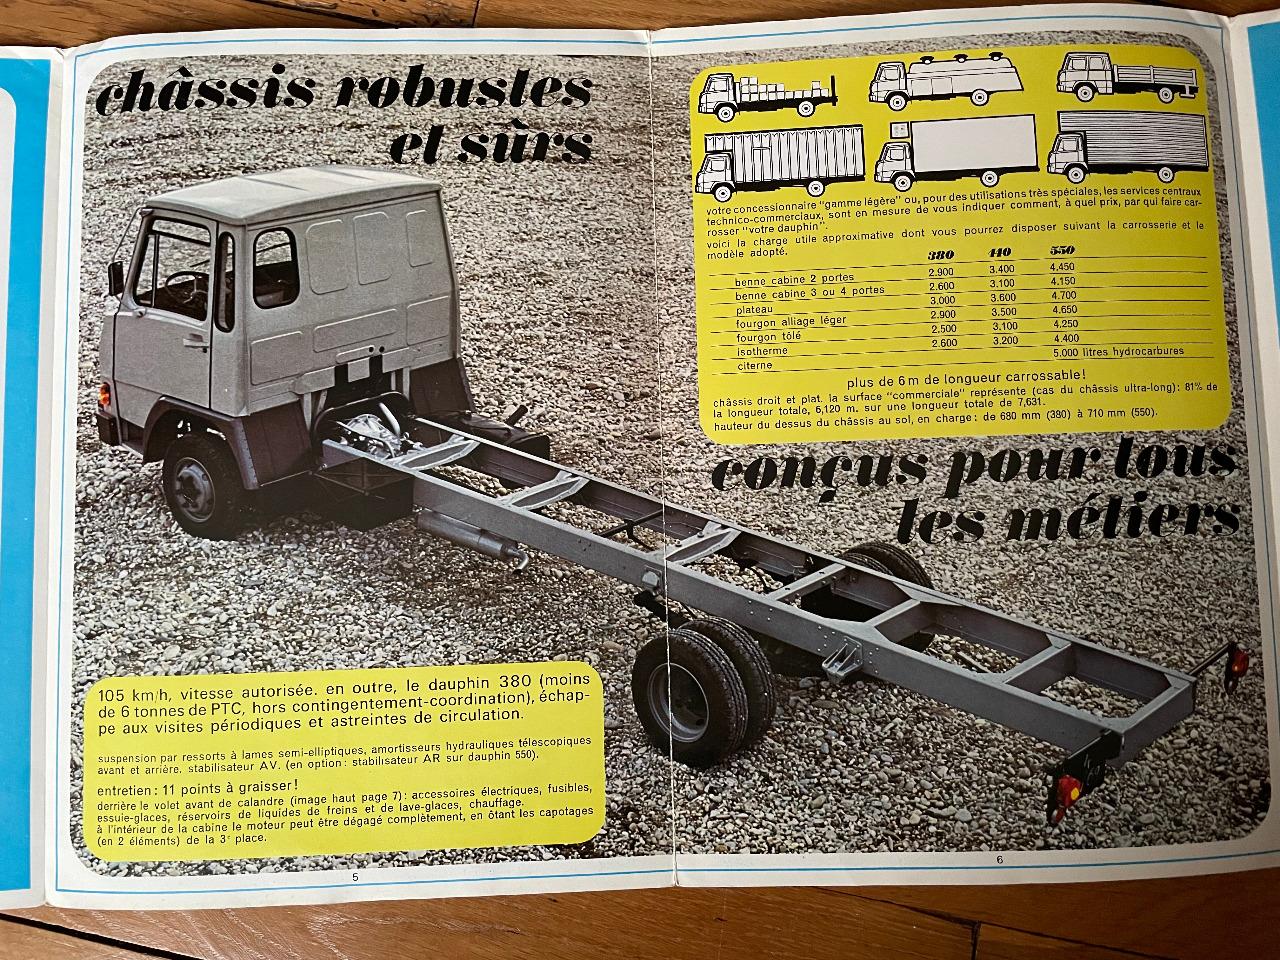 châssis robustes
et sûrs
105 km/h, vitesse autorisée. en outre, le dauphin 380 (moins
de 6 tonnes de PTC, hors contingentement-coordination), échap-
pe aux visites périodiques et astreintes de circulation.
suspension par ressorts à lames semi-elliptiques, amortisseurs hydrauliques télescopiques
avant et arrière. stabilisateur AV. (en option : stabilisateur AR sur dauphin 550).
entretien : 11 points à graisser !
derrière le volet avant de calandre (image haut page 7) : accessoires électriques, fusibles,
essuie-glaces, réservoirs de liquides de freins et de lave-glaces, chauffage.
à l'intérieur de la cabine le moteur peut être dégagé complètement, en ôtant les capotages
(en 2 éléments) de la 3e place.
5
votre concessionnaire "gamme légère" ou, pour des utilisations très spéciales, les services centraux
technico-commerciaux, sont en mesure de vous indiquer comment, à quel prix, par qui faire car-
rosser "votre dauphin".
voici la charge utile approximative dont vous pourrez disposer suivant la carrosserie et le
modèle adopté.
380 440 550
benne cabine 2 portes 2.900 3.400 4.450
benne cabine 3 ou 4 portes 2.600 3.100 4.150
plateau 3.000 3.600 4.700
fourgon alliage léger 2.900 3.500 4.650
fourgon tôlé 2.500 3.100 4.250
isotherme 2.600 3.200 4.400
citerne 5.000 litres hydrocarbures
plus de 6 m de longueur carrossable !
châssis droit et plat. la surface "commerciale" représente (cas du châssis ultra-long) : 81% de
la longueur totale, 6,120 m. sur une longueur totale de 7,631.
hauteur du dessus du châssis au sol, en charge : de 680 mm (380) à 710 mm (550).
conçus pour tous
les métiers
6